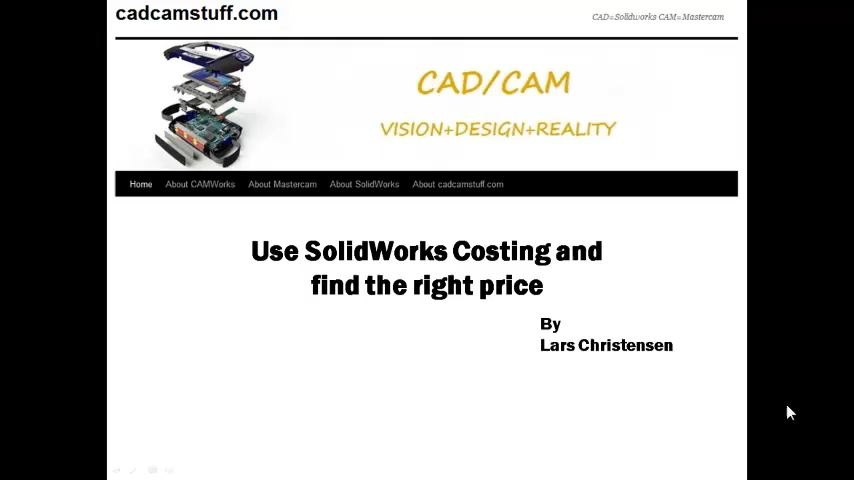 cadcamstuff.com
CAD=Solidworks CAM=Mastercam
CAD/CAM
VISION+DESIGN+REALITY
Home About CAMWorks About Mastercam About SolidWorks About cadcamstuff.com
Use SolidWorks Costing and
find the right price
By
Lars Christensen